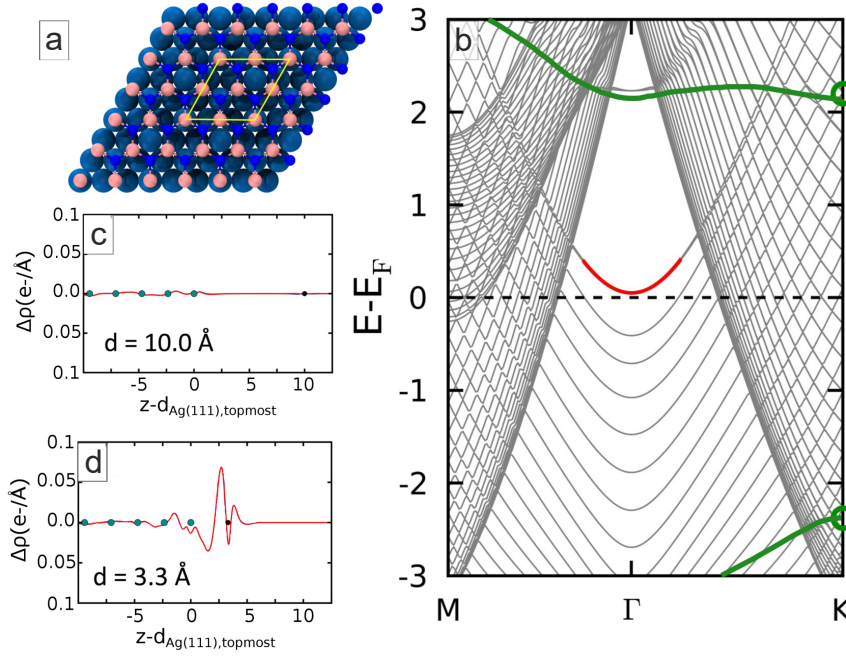 a
b
3
2
1
0
-1
-2
-3
E-E_F
M
Γ
K
c
0.1
0.05
0.0
0.05
0.1
Δρ(e-/Å)
d = 10.0 Å
-5
0
5
10
z-d_Ag(111),topmost
d
0.1
0.05
0.0
0.05
0.1
Δρ(e-/Å)
d = 3.3 Å
-5
0
5
10
z-d_Ag(111),topmost